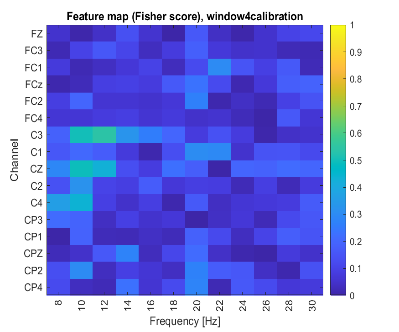 Feature map (Fisher score), window4calibration
FZ
FC3
FC1
FCz
FC2
FC4
C3
C1
CZ
C2
C4
CP3
CP1
CPZ
CP2
CP4
Channel
8 10 12 14 16 18 20 22 24 26 28 30
Frequency [Hz]
1
0.9
0.8
0.7
0.6
0.5
0.4
0.3
0.2
0.1
0